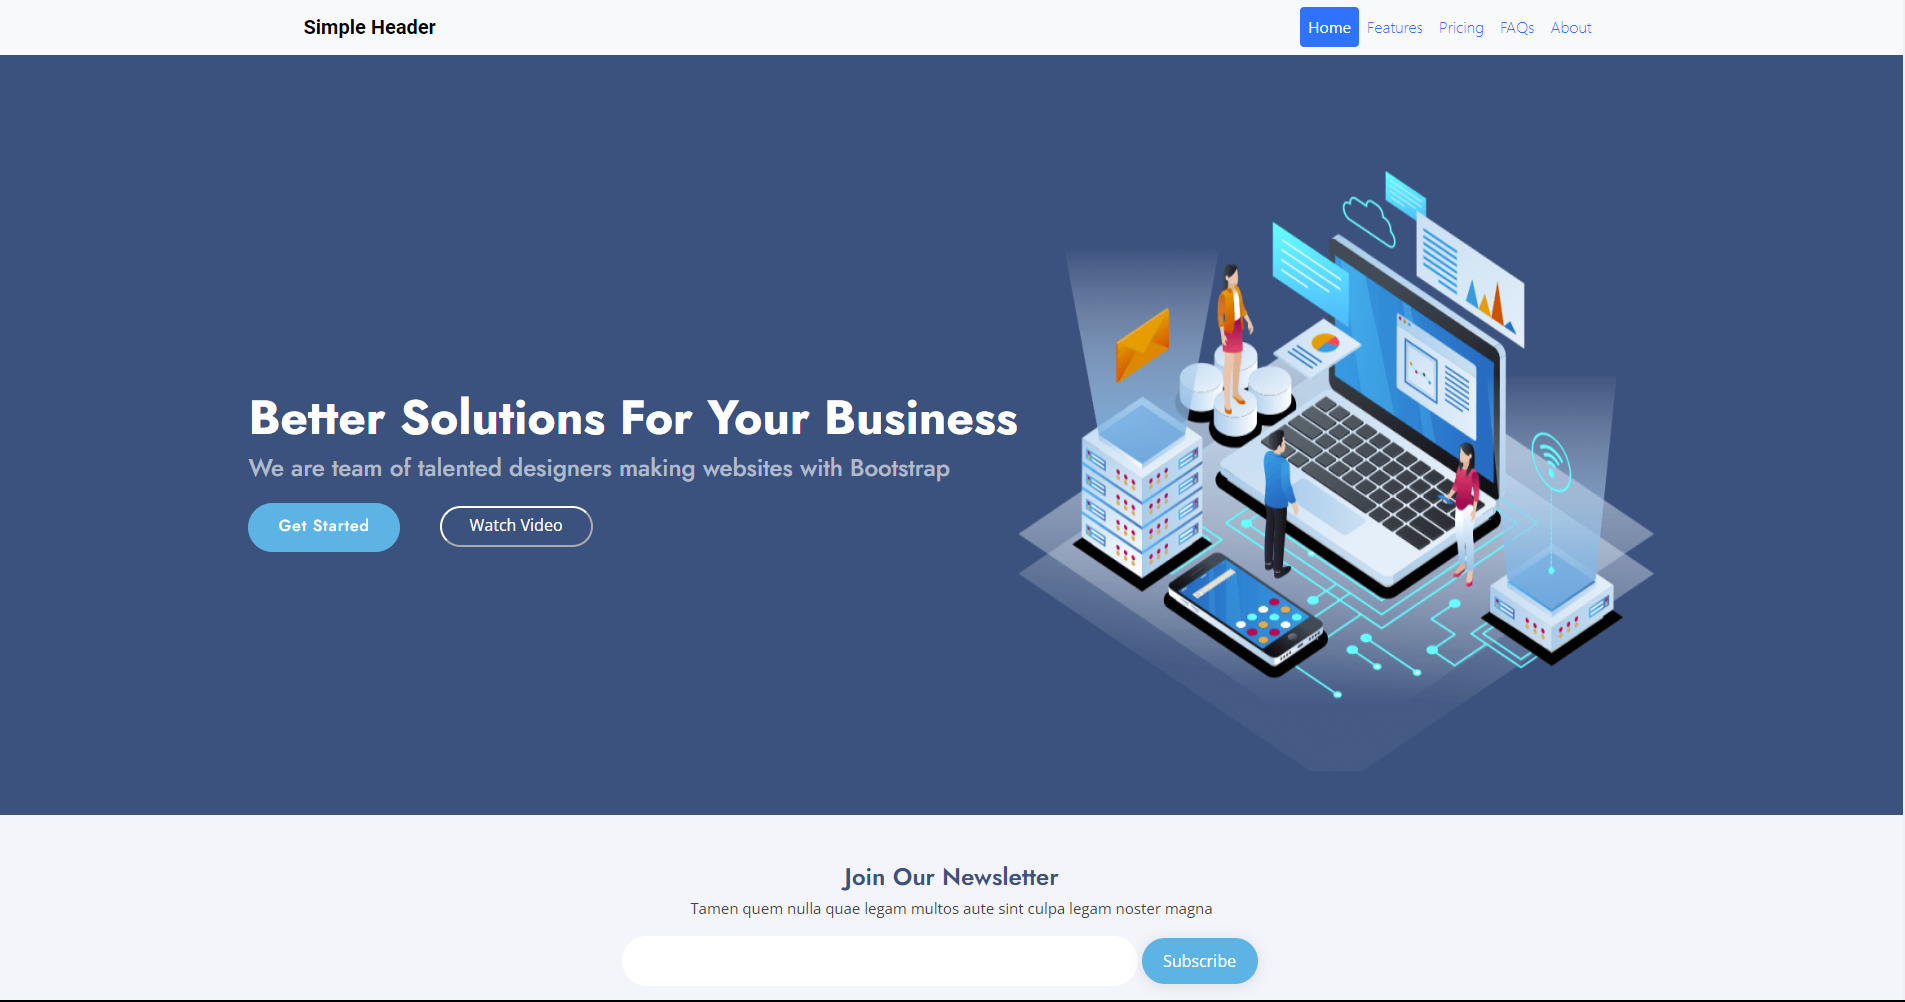 Simple Header
Home Features Pricing FAQs About
Better Solutions For Your Business
We are team of talented designers making websites with Bootstrap
Get Started Watch Video
Join Our Newsletter
Tamen quem nulla quae legam multos aute sint culpa legam noster magna
Subscribe